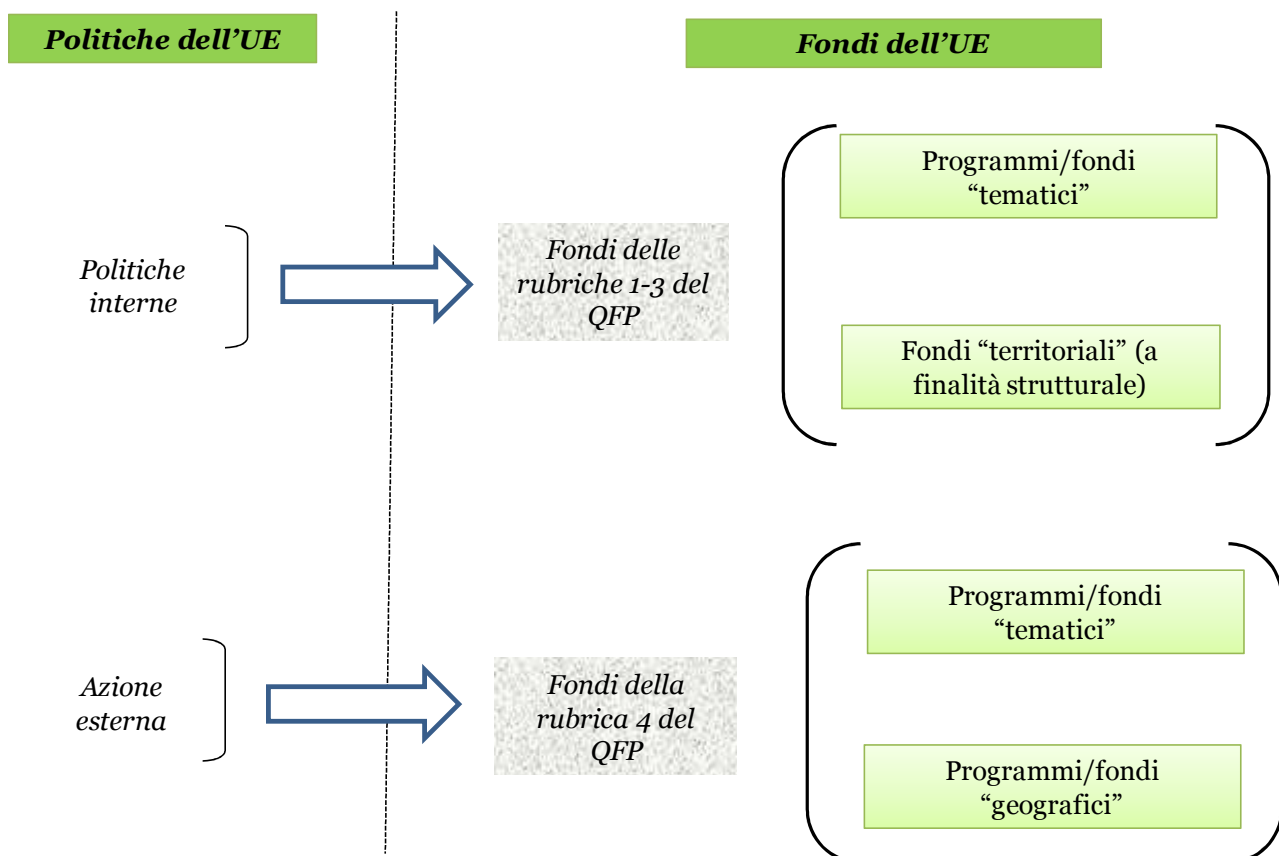 Politiche dell’UE
Fondi dell’UE
Programmi/fondi
“tematici”
Politiche
interne
Fondi delle
rubriche 1-3 del
QFP
Fondi “territoriali” (a
finalità strutturale)
Programmi/fondi
“tematici”
Azione
esterna
Fondi della
rubrica 4 del
QFP
Programmi/fondi
“geografici”